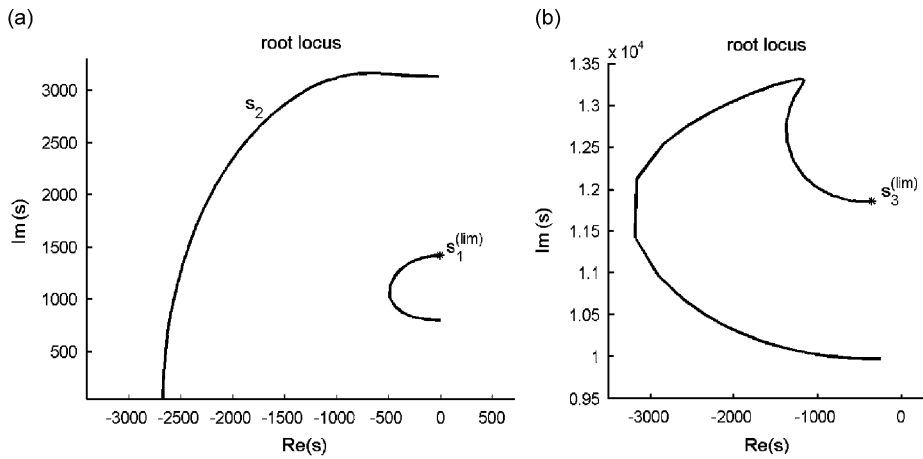 (a)
root locus
3000
2500
2000
1500
1000
500
Im(s)
s2
s1(lim)
-3000 -2500 -2000 -1500 -1000 -500 0 500
Re(s)
(b)
x 10^4
root locus
1.35
1.3
1.25
1.2
1.15
1.1
1.05
1
0.95
Im (s)
s3(lim)
-3000 -2000 -1000 0
Re(s)